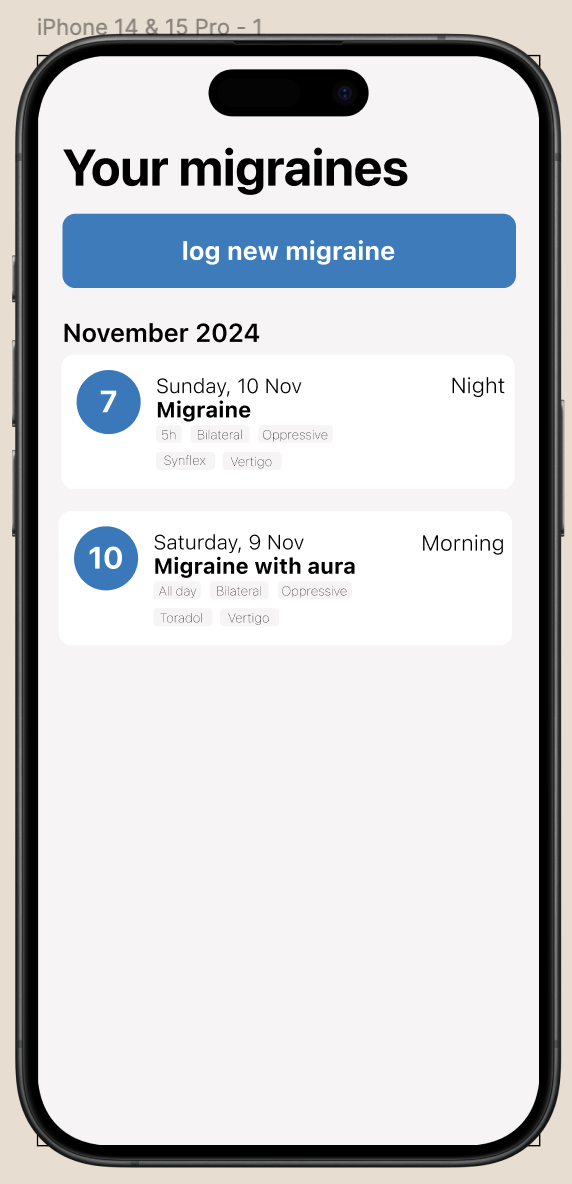 iPhone 14 & 15 Pro - 1
Your migraines
log new migraine
November 2024
7
Sunday, 10 Nov
Night
Migraine
5h Bilateral Oppressive
Synflex Vertigo
10
Saturday, 9 Nov
Morning
Migraine with aura
All day Bilateral Oppressive
Toradol Vertigo